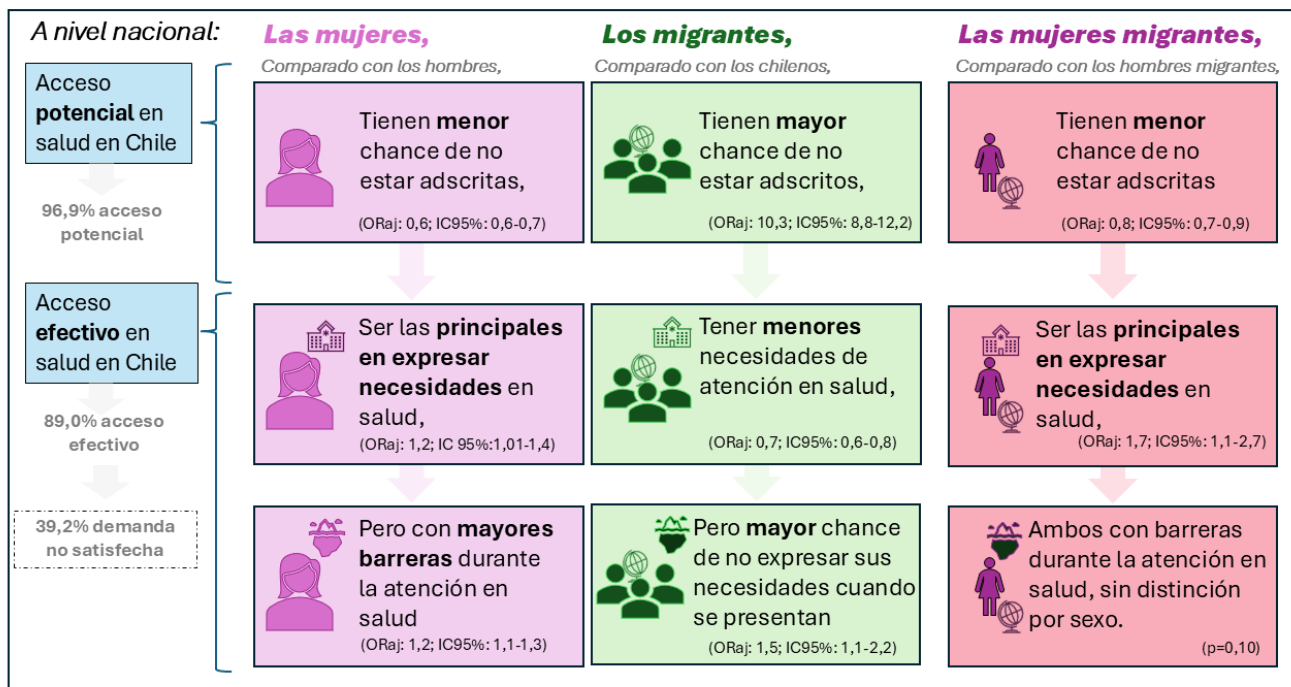 A nivel nacional:
Las mujeres,
Comparado con los hombres,
Los migrantes,
Comparado con los chilenos,
Las mujeres migrantes,
Comparado con los hombres migrantes,
Acceso
potencial en
salud en Chile
96,9% acceso
potencial
Tienen menor
chance de no
estar adscritas,
(ORaj: 0,6; IC95%: 0,6-0,7)
Tienen mayor
chance de no
estar adscritos,
(ORaj: 10,3; IC95%: 8,8-12,2)
Tienen menor
chance de no
estar adscritas
(ORaj: 0,8; IC95%: 0,7-0,9)
Acceso
efectivo en
salud en Chile
89,0% acceso
efectivo
39,2% demanda
no satisfecha
Ser las principales
en expresar
necesidades en
salud,
(ORaj: 1,2; IC 95%:1,01-1,4)
Tener menores
necesidades de
atención en salud,
(ORaj: 0,7; IC95%: 0,6-0,8)
Ser las principales
en expresar
necesidades en
salud,
(ORaj: 1,7; IC95%: 1,1-2,7)
Pero con mayores
barreras durante
la atención en
salud
(ORaj: 1,2; IC95%: 1,1-1,3)
Pero mayor chance
de no expresar sus
necesidades cuando
se presentan
(ORaj: 1,5; IC95%: 1,1-2,2)
Ambos con barreras
durante la atención en
salud, sin distinción
por sexo.
(p=0,10)